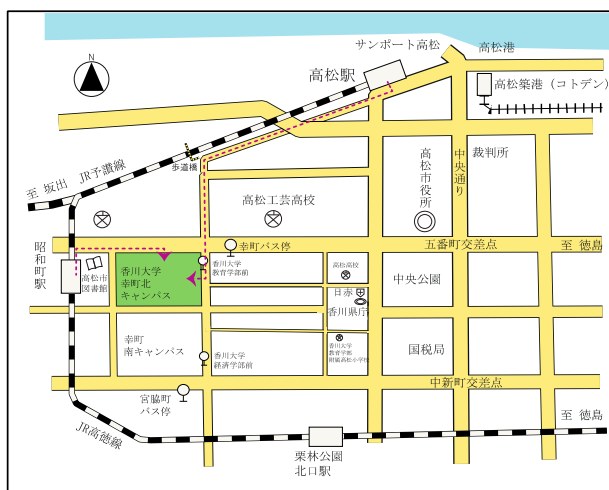 サンポート高松
高松港
N
高松駅
高松築港（コトデン）
歩道橋
至 坂出
JR予讃線
高松市役所
中央通り
裁判所
高松工芸高校
昭和町駅
幸町バス停
五番町交差点
至 徳島
高松市
図書館
香川大学
幸町北
キャンパス
香川大学
教育学部前
高松高校
中央公園
日赤
香川県庁
幸町
南キャンパス
香川大学
経済学部前
香川大学
教育学部
附属高松小学校
国税局
中新町交差点
宮脇町
バス停
至 徳島
JR高徳線
栗林公園
北口駅